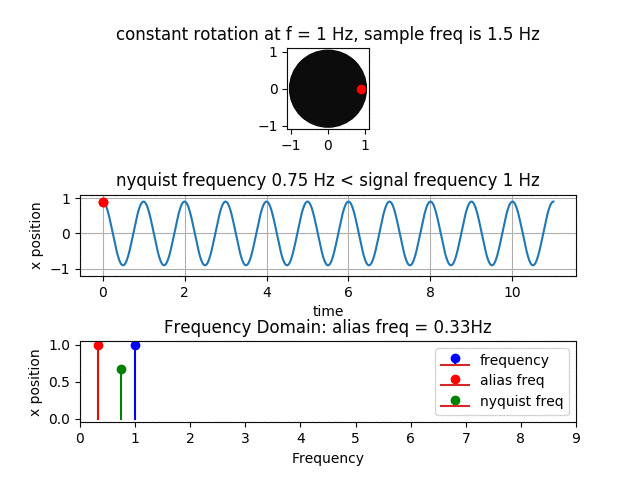 constant rotation at f = 1 Hz, sample freq is 1.5 Hz
1
0
−1
−1 0 1
nyquist frequency 0.75 Hz < signal frequency 1 Hz
x position
1
0
−1
0 2 4 6 8 10
time
Frequency Domain: alias freq = 0.33Hz
x position
1.0
0.5
0.0
frequency
alias freq
nyquist freq
0 1 2 3 4 5 6 7 8 9
Frequency